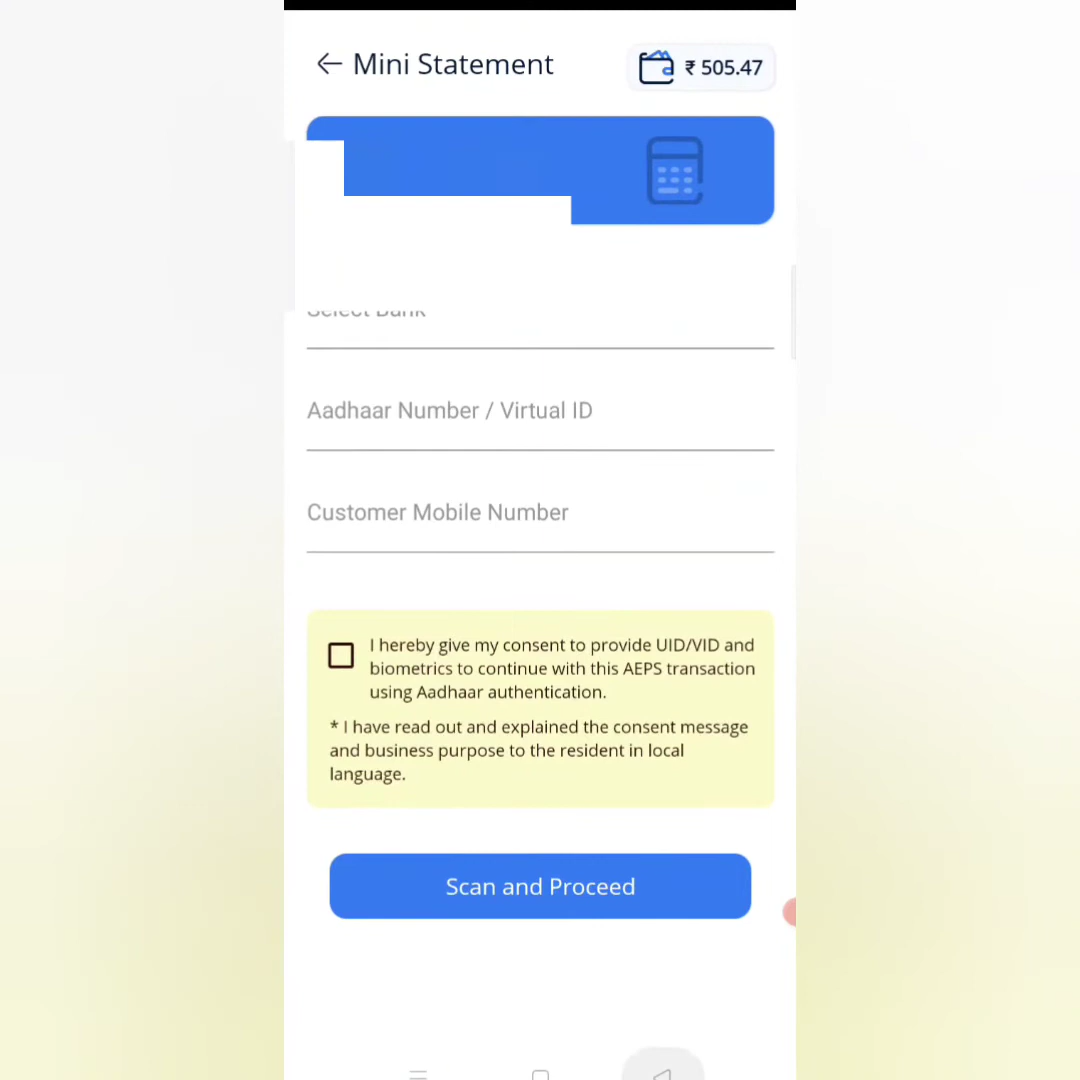 Mini Statement
₹ 505.47
Select Bank
Aadhaar Number / Virtual ID
Customer Mobile Number
I hereby give my consent to provide UID/VID and
biometrics to continue with this AEPS transaction
using Aadhaar authentication.
* I have read out and explained the consent message
and business purpose to the resident in local
language.
Scan and Proceed